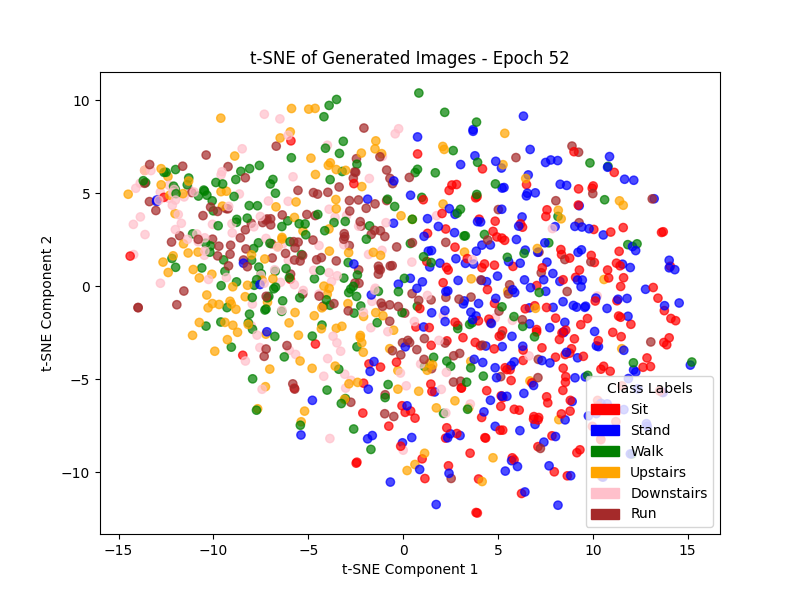 t-SNE of Generated Images - Epoch 52
t-SNE Component 2
10
5
0
−5
−10
−15
−10
−5
0
5
10
15
t-SNE Component 1
Class Labels
Sit
Stand
Walk
Upstairs
Downstairs
Run